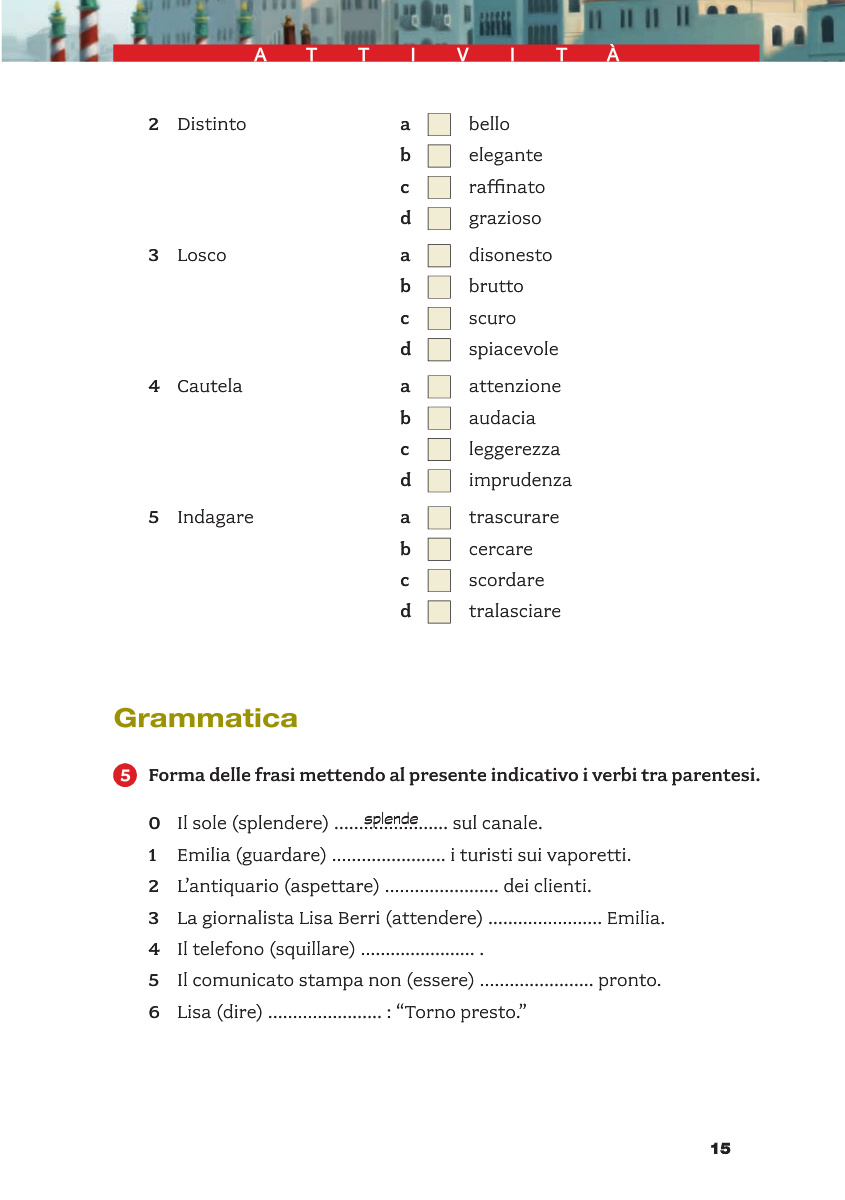 ATTIVITÀ
2 Distinto a bello
b elegante
c raffinato
d grazioso
3 Losco a disonesto
b brutto
c scuro
d spiacevole
4 Cautela a attenzione
b audacia
c leggerezza
d imprudenza
5 Indagare a trascurare
b cercare
c scordare
d tralasciare
Grammatica
5 Forma delle frasi mettendo al presente indicativo i verbi tra parentesi.
0 Il sole (splendere) .......splende....... sul canale.
1 Emilia (guardare) ....................... i turisti sui vaporetti.
2 L’antiquario (aspettare) ....................... dei clienti.
3 La giornalista Lisa Berri (attendere) ....................... Emilia.
4 Il telefono (squillare) ....................... .
5 Il comunicato stampa non (essere) ....................... pronto.
6 Lisa (dire) ....................... : “Torno presto.”
15